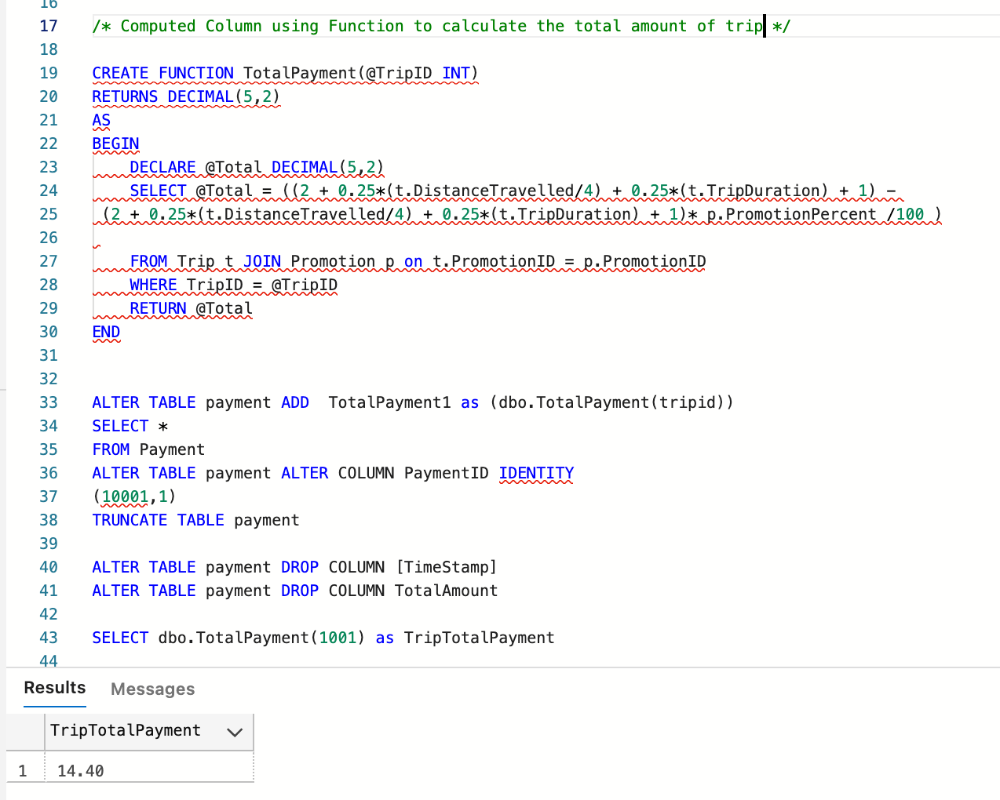 16
17 /* Computed Column using Function to calculate the total amount of trip */
18
19 CREATE FUNCTION TotalPayment(@TripID INT)
20 RETURNS DECIMAL(5,2)
21 AS
22 BEGIN
23     DECLARE @Total DECIMAL(5,2)
24     SELECT @Total = ((2 + 0.25*(t.DistanceTravelled/4) + 0.25*(t.TripDuration) + 1) -
25  (2 + 0.25*(t.DistanceTravelled/4) + 0.25*(t.TripDuration) + 1)* p.PromotionPercent /100 )
26
27     FROM Trip t JOIN Promotion p on t.PromotionID = p.PromotionID
28     WHERE TripID = @TripID
29     RETURN @Total
30 END
31
32
33 ALTER TABLE payment ADD  TotalPayment1 as (dbo.TotalPayment(tripid))
34 SELECT *
35 FROM Payment
36 ALTER TABLE payment ALTER COLUMN PaymentID IDENTITY
37 (10001,1)
38 TRUNCATE TABLE payment
39
40 ALTER TABLE payment DROP COLUMN [TimeStamp]
41 ALTER TABLE payment DROP COLUMN TotalAmount
42
43 SELECT dbo.TotalPayment(1001) as TripTotalPayment
44
Results Messages
TripTotalPayment
1 14.40